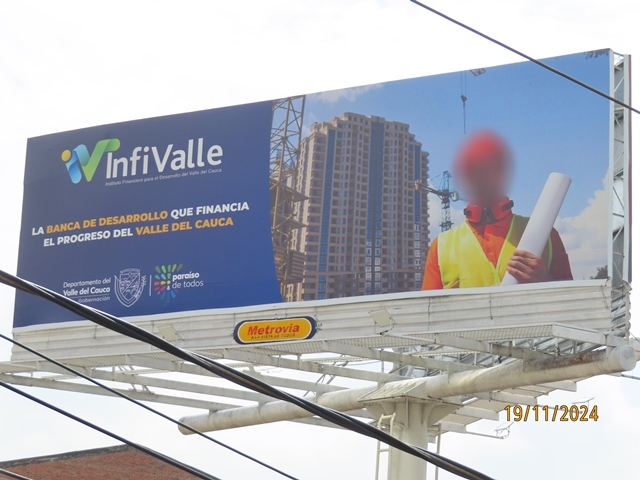 InfiValle
Instituto Financiero para el Desarrollo del Valle del Cauca
LA BANCA DE DESARROLLO QUE FINANCIA
EL PROGRESO DEL VALLE DEL CAUCA
Departamento del
Valle del Cauca
Gobernación
paraíso
de todos
Metrovia
19/11/2024